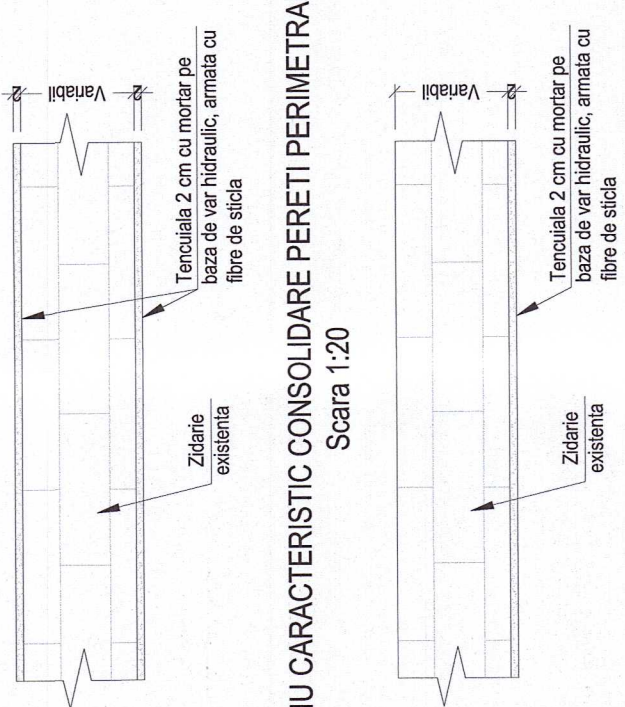 2
Variabil
2
Tencuiala 2 cm cu mortar pe
baza de var hidraulic, armata cu
fibre de sticla
Zidarie
existenta
CARACTERISTIC CONSOLIDARE PERETI
Scara 1:20
Variabil
2
Tencuiala 2 cm cu mortar pe
baza de var hidraulic, armata cu
fibre de sticla
Zidarie
existenta